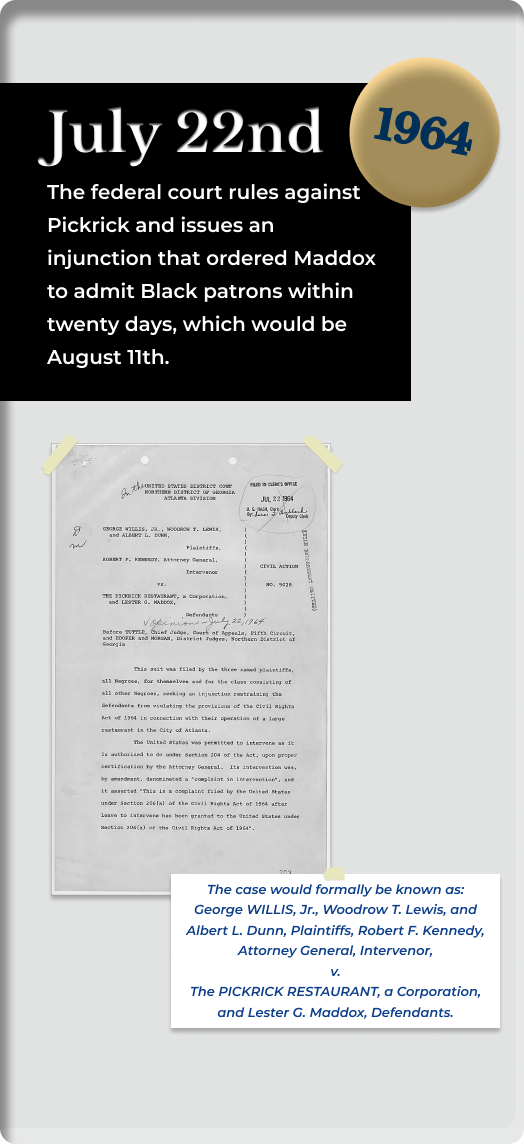 July 22nd
1964
The federal court rules against
Pickrick and issues an
injunction that ordered Maddox
to admit Black patrons within
twenty days, which would be
August 11th.
In the UNITED STATES DISTRICT COURT
NORTHERN DISTRICT OF GEORGIA
ATLANTA DIVISION
FILED IN CLERK'S OFFICE
JUL 22 1964
Deputy Clerk
GEORGE WILLIS, JR., WOODROW T. LEWIS,
and ALBERT L. DUNN,
Plaintiffs,
ROBERT F. KENNEDY, Attorney General,
Intervenor
vs.
THE PICKRICK RESTAURANT, a Corporation,
and LESTER G. MADDOX,
Defendants
CIVIL ACTION
NO. 9028
Opinion - July 22, 1964
Before TUTTLE, Chief Judge, Court of Appeals, Fifth Circuit,
and HOOPER and MORGAN, District Judges, Northern District of
Georgia
This suit was filed by the three named plaintiffs,
all Negroes, for themselves and for the class consisting of
all other Negroes, seeking an injunction restraining the
defendants from violating the provisions of the Civil Rights
Act of 1964 in connection with their operation of a large
restaurant in the City of Atlanta.
The United States was permitted to intervene as it
is authorized to do under Section 204 of the Act, upon proper
certification by the Attorney General. Its intervention was,
by amendment, denominated a "complaint in intervention", and
it asserted "This is a complaint filed by the United States
under Section 206(a) of the Civil Rights Act of 1964 after
leave to intervene has been granted to the United States under
Section 204(a) of the Civil Rights Act of 1964".
The case would formally be known as:
George WILLIS, Jr., Woodrow T. Lewis, and
Albert L. Dunn, Plaintiffs, Robert F. Kennedy,
Attorney General, Intervenor,
v.
The PICKRICK RESTAURANT, a Corporation,
and Lester G. Maddox, Defendants.